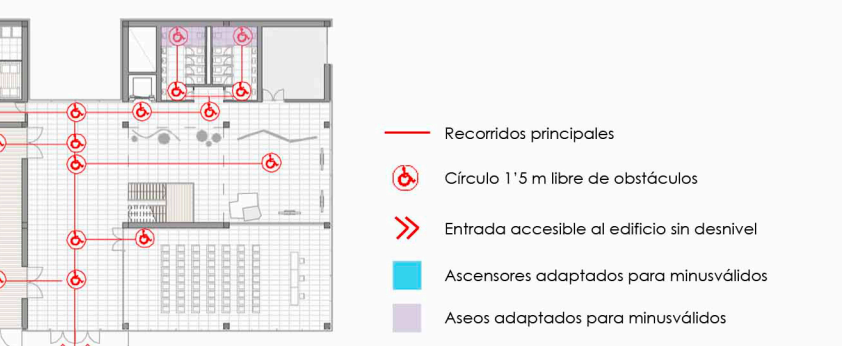 Recorridos principales
Círculo 1'5 m libre de obstáculos
Entrada accesible al edificio sin desnivel
Ascensores adaptados para minusválidos
Aseos adaptados para minusválidos